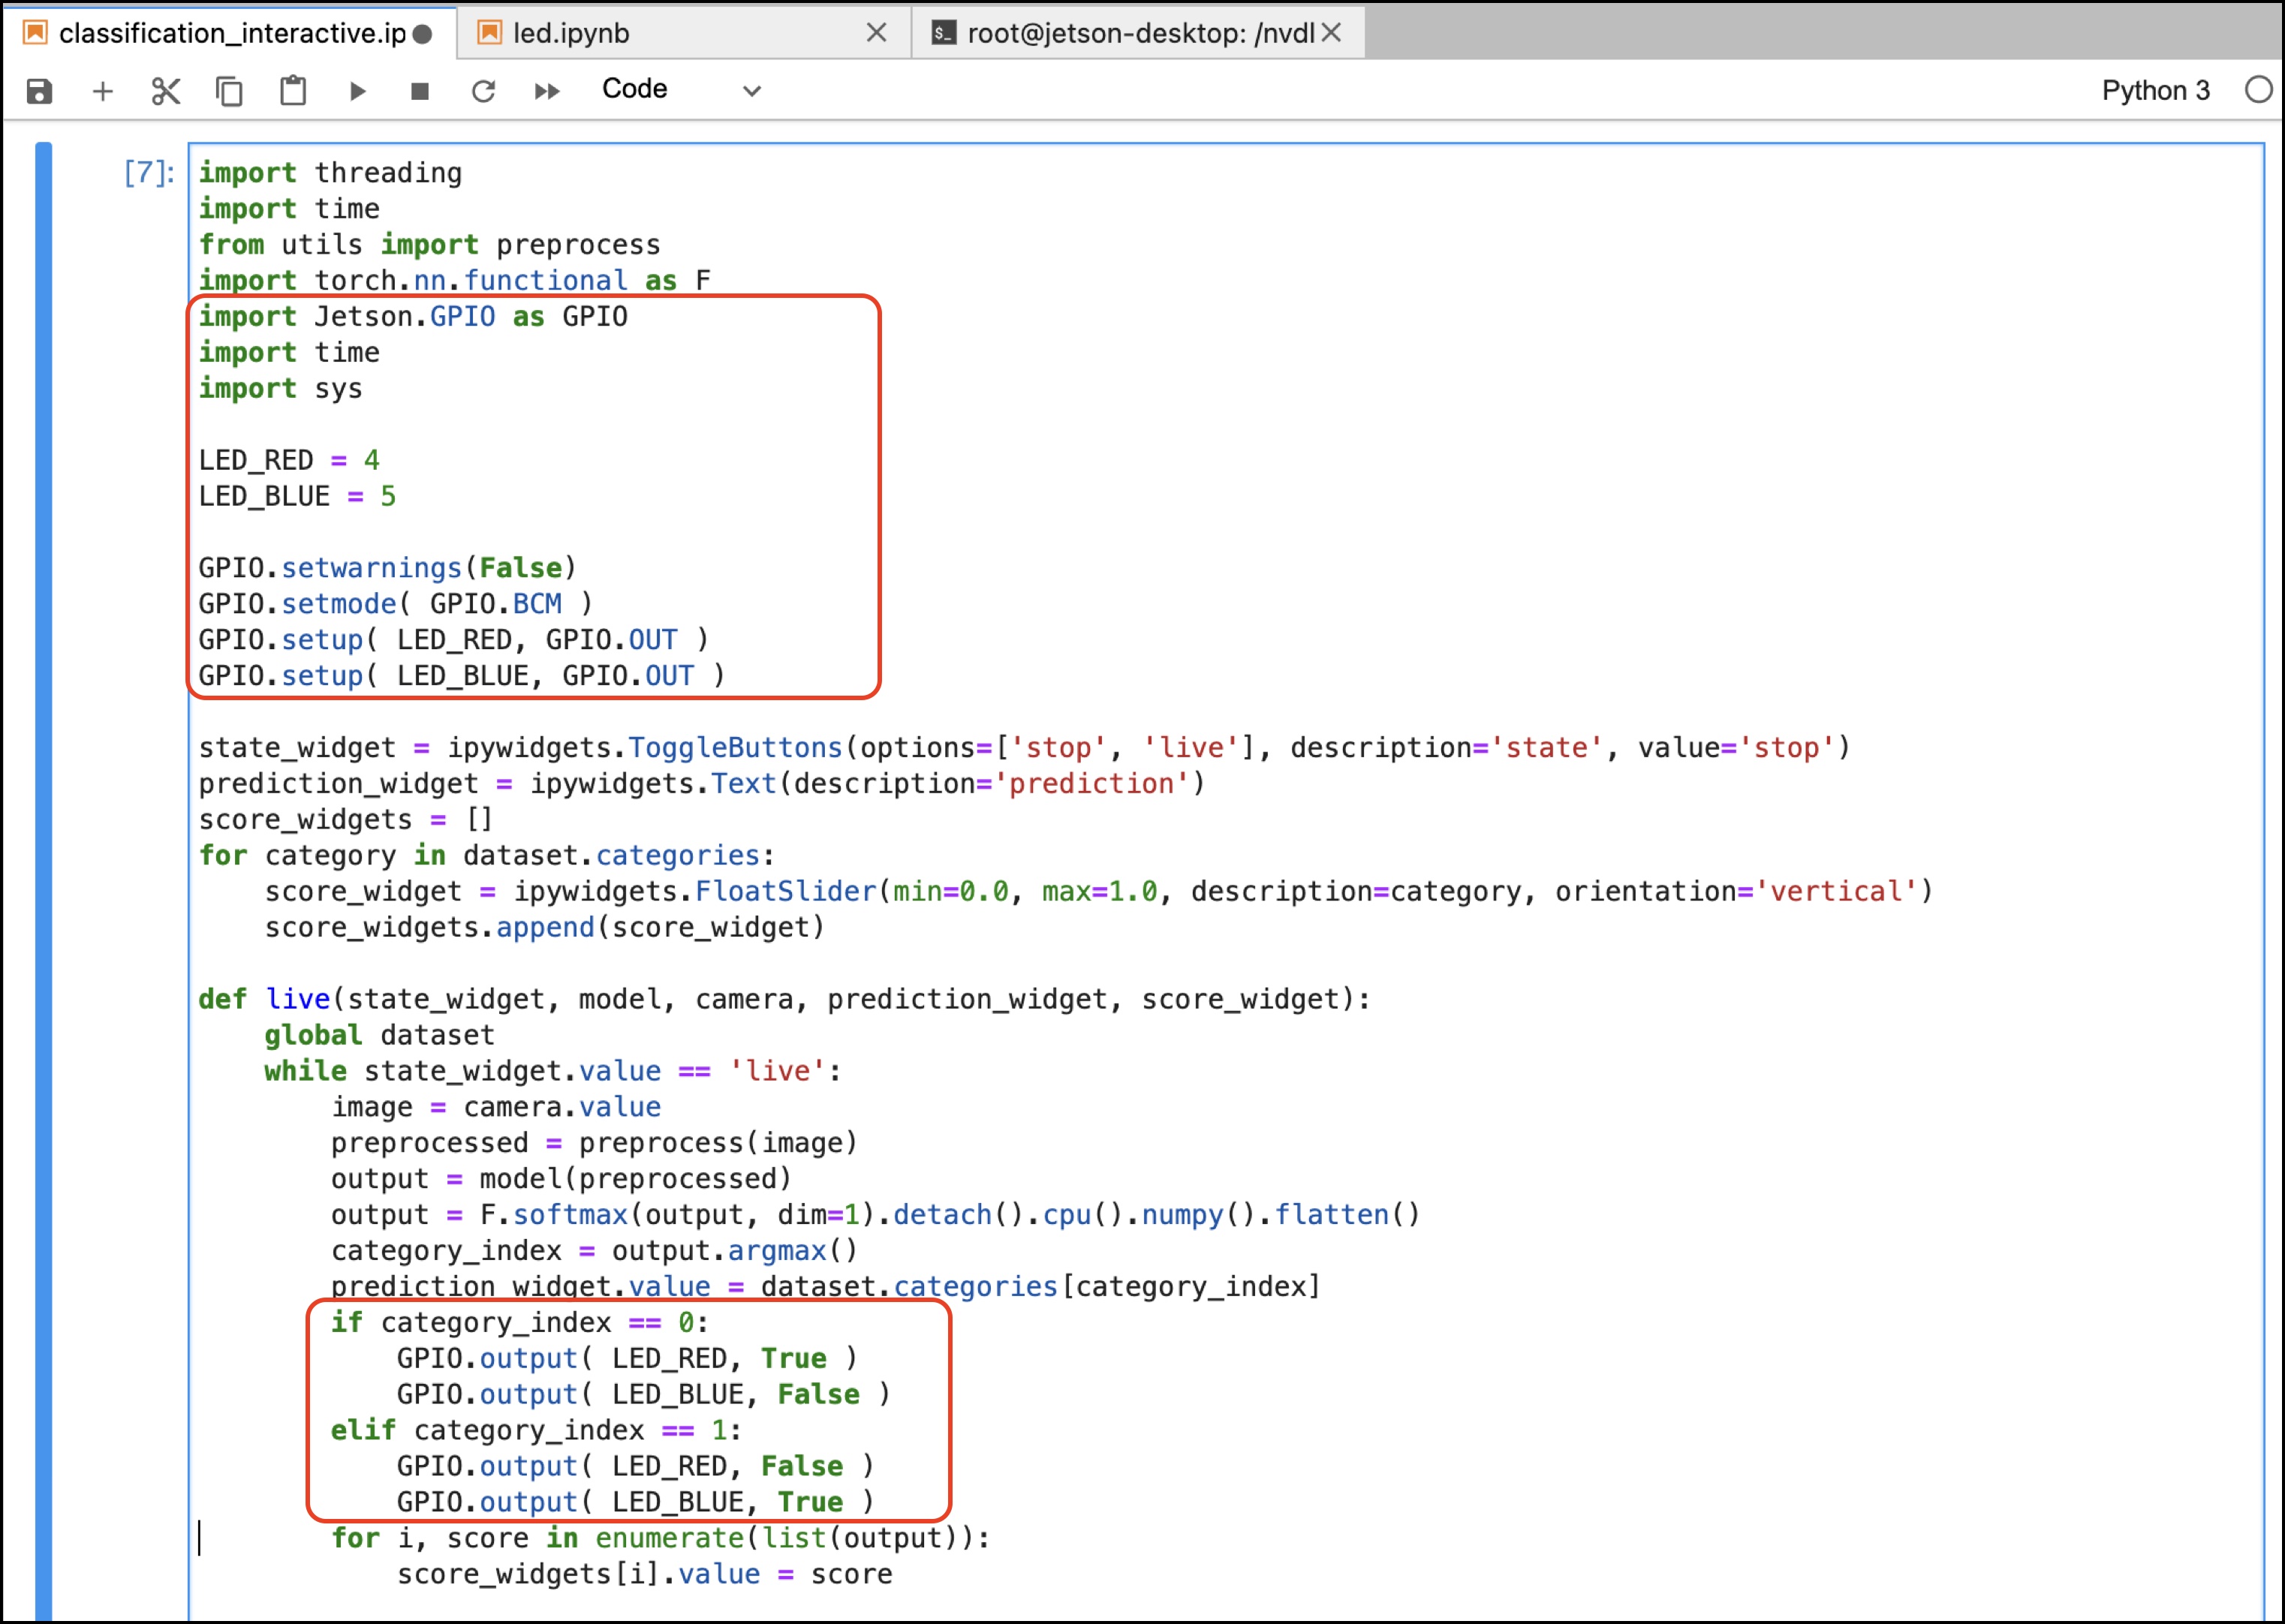 classification_interactive.ip
led.ipynb
root@jetson-desktop: /nvdl
Code
Python 3
[7]:
import threading
import time
from utils import preprocess
import torch.nn.functional as F
import Jetson.GPIO as GPIO
import time
import sys
LED_RED = 4
LED_BLUE = 5
GPIO.setwarnings(False)
GPIO.setmode( GPIO.BCM )
GPIO.setup( LED_RED, GPIO.OUT )
GPIO.setup( LED_BLUE, GPIO.OUT )
state_widget = ipywidgets.ToggleButtons(options=['stop', 'live'], description='state', value='stop')
prediction_widget = ipywidgets.Text(description='prediction')
score_widgets = []
for category in dataset.categories:
    score_widget = ipywidgets.FloatSlider(min=0.0, max=1.0, description=category, orientation='vertical')
    score_widgets.append(score_widget)
def live(state_widget, model, camera, prediction_widget, score_widget):
    global dataset
    while state_widget.value == 'live':
        image = camera.value
        preprocessed = preprocess(image)
        output = model(preprocessed)
        output = F.softmax(output, dim=1).detach().cpu().numpy().flatten()
        category_index = output.argmax()
        prediction_widget.value = dataset.categories[category_index]
        if category_index == 0:
            GPIO.output( LED_RED, True )
            GPIO.output( LED_BLUE, False )
        elif category_index == 1:
            GPIO.output( LED_RED, False )
            GPIO.output( LED_BLUE, True )
        for i, score in enumerate(list(output)):
            score_widgets[i].value = score